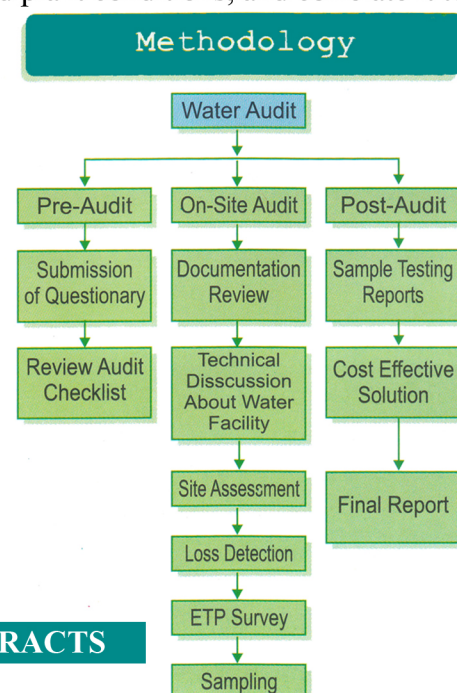 Methodology
Water Audit
Pre-Audit
On-Site Audit
Post-Audit
Submission
of Questionary
Documentation
Review
Sample Testing
Reports
Review Audit
Checklist
Technical
Disscussion
About Water
Facility
Cost Effective
Solution
Site Assessment
Final Report
Loss Detection
ETP Survey
RACTS
Sampling